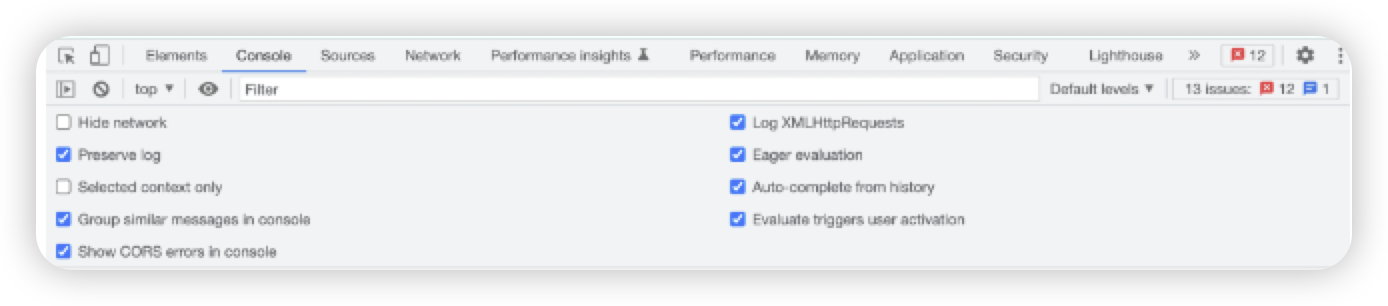 Elements Console Sources Network Performance insights Performance Memory Application Security Lighthouse » 12
top ▼ Filter Default levels ▼ 13 issues: 12 1
Hide network
Log XMLHttpRequests
Preserve log
Eager evaluation
Selected context only
Auto-complete from history
Group similar messages in console
Evaluate triggers user activation
Show CORS errors in console